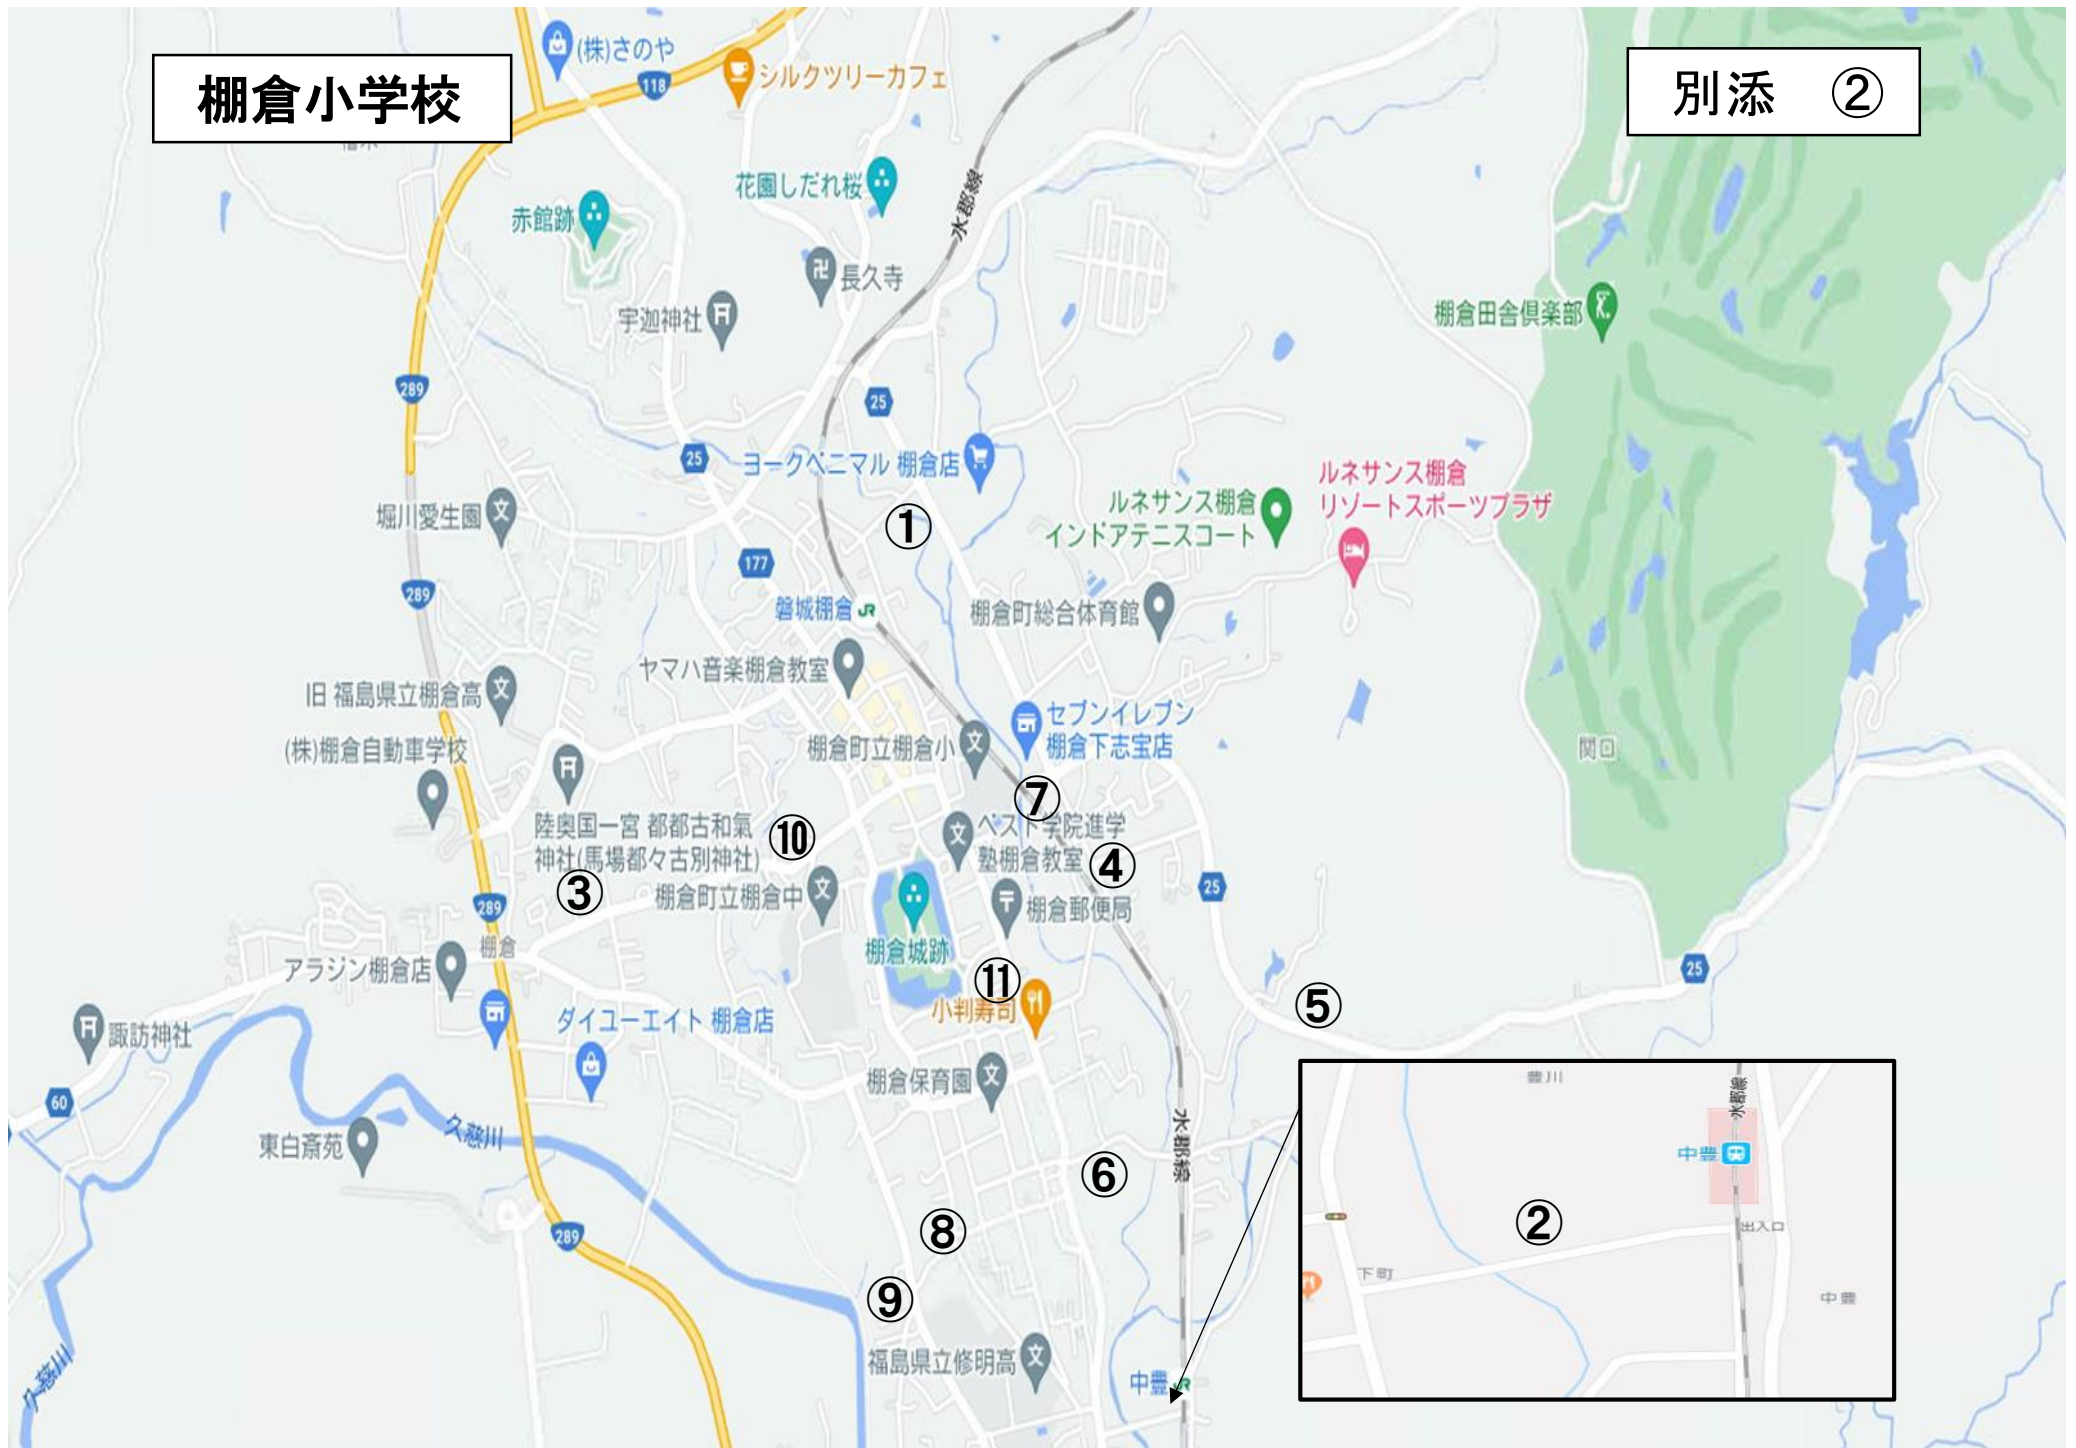 棚倉小学校
別添 ②
(株)さのや
118
シルクツリーカフェ
花園しだれ桜
水郡線
赤館跡
長久寺
宇迦神社
棚倉田舎倶楽部
289
25
25
ヨークベニマル 棚倉店
ルネサンス棚倉
リゾートスポーツプラザ
ルネサンス棚倉
インドアテニスコート
堀川愛生園
①
177
289
磐城棚倉 JR
棚倉町総合体育館
ヤマハ音楽棚倉教室
旧 福島県立棚倉高
セブンイレブン
棚倉下志宝店
棚倉町立棚倉小
(株)棚倉自動車学校
関口
⑦
陸奥国一宮 都都古和氣
神社(馬場都々古別神社)
⑩
ベスト学院進学
塾棚倉教室
④
③
棚倉町立棚倉中
25
289
棚倉郵便局
棚倉
棚倉城跡
アラジン棚倉店
25
⑪
小判寿司
⑤
ダイユーエイト 棚倉店
諏訪神社
棚倉保育園
60
久慈川
東白斎苑
水郡線
⑥
⑧
289
⑨
福島県立修明高
中豊 JR
久慈川
豊川
水郡線
中豊
②
出入口
下町
中豊